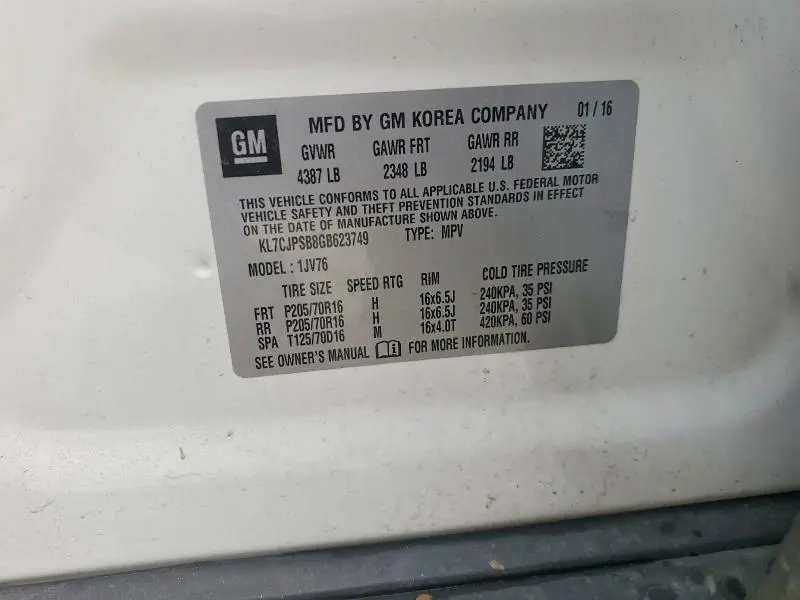 GM
MFD BY GM KOREA COMPANY 01 / 16
GVWR GAWR FRT GAWR RR
4387 LB 2348 LB 2194 LB
THIS VEHICLE CONFORMS TO ALL APPLICABLE U.S. FEDERAL MOTOR
VEHICLE SAFETY AND THEFT PREVENTION STANDARDS IN EFFECT
ON THE DATE OF MANUFACTURE SHOWN ABOVE.
KL7CJPSB8GB623749 TYPE: MPV
MODEL : 1JV76
TIRE SIZE SPEED RTG RIM COLD TIRE PRESSURE
FRT P205/70R16 H 16x6.5J 240KPA, 35 PSI
RR P205/70R16 H 16x6.5J 240KPA, 35 PSI
SPA T125/70D16 M 16x4.0T 420KPA, 60 PSI
SEE OWNER'S MANUAL i FOR MORE INFORMATION.